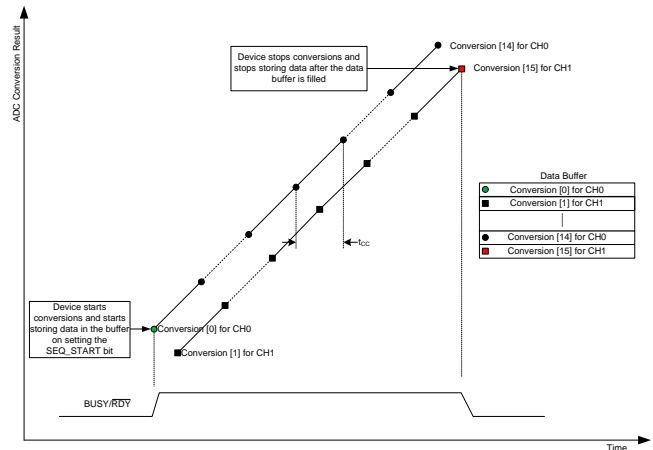 ADC Conversion Result
Device stops conversions and
stops storing data after the data
buffer is filled
Conversion [14] for CH0
Conversion [15] for CH1
Data Buffer
Conversion [0] for CH0
Conversion [1] for CH1
Conversion [14] for CH0
Conversion [15] for CH1
tCC
Device starts
conversions and starts
storing data in the buffer
on setting the
SEQ_START bit
Conversion [0] for CH0
Conversion [1] for CH1
BUSY/RDY
Time